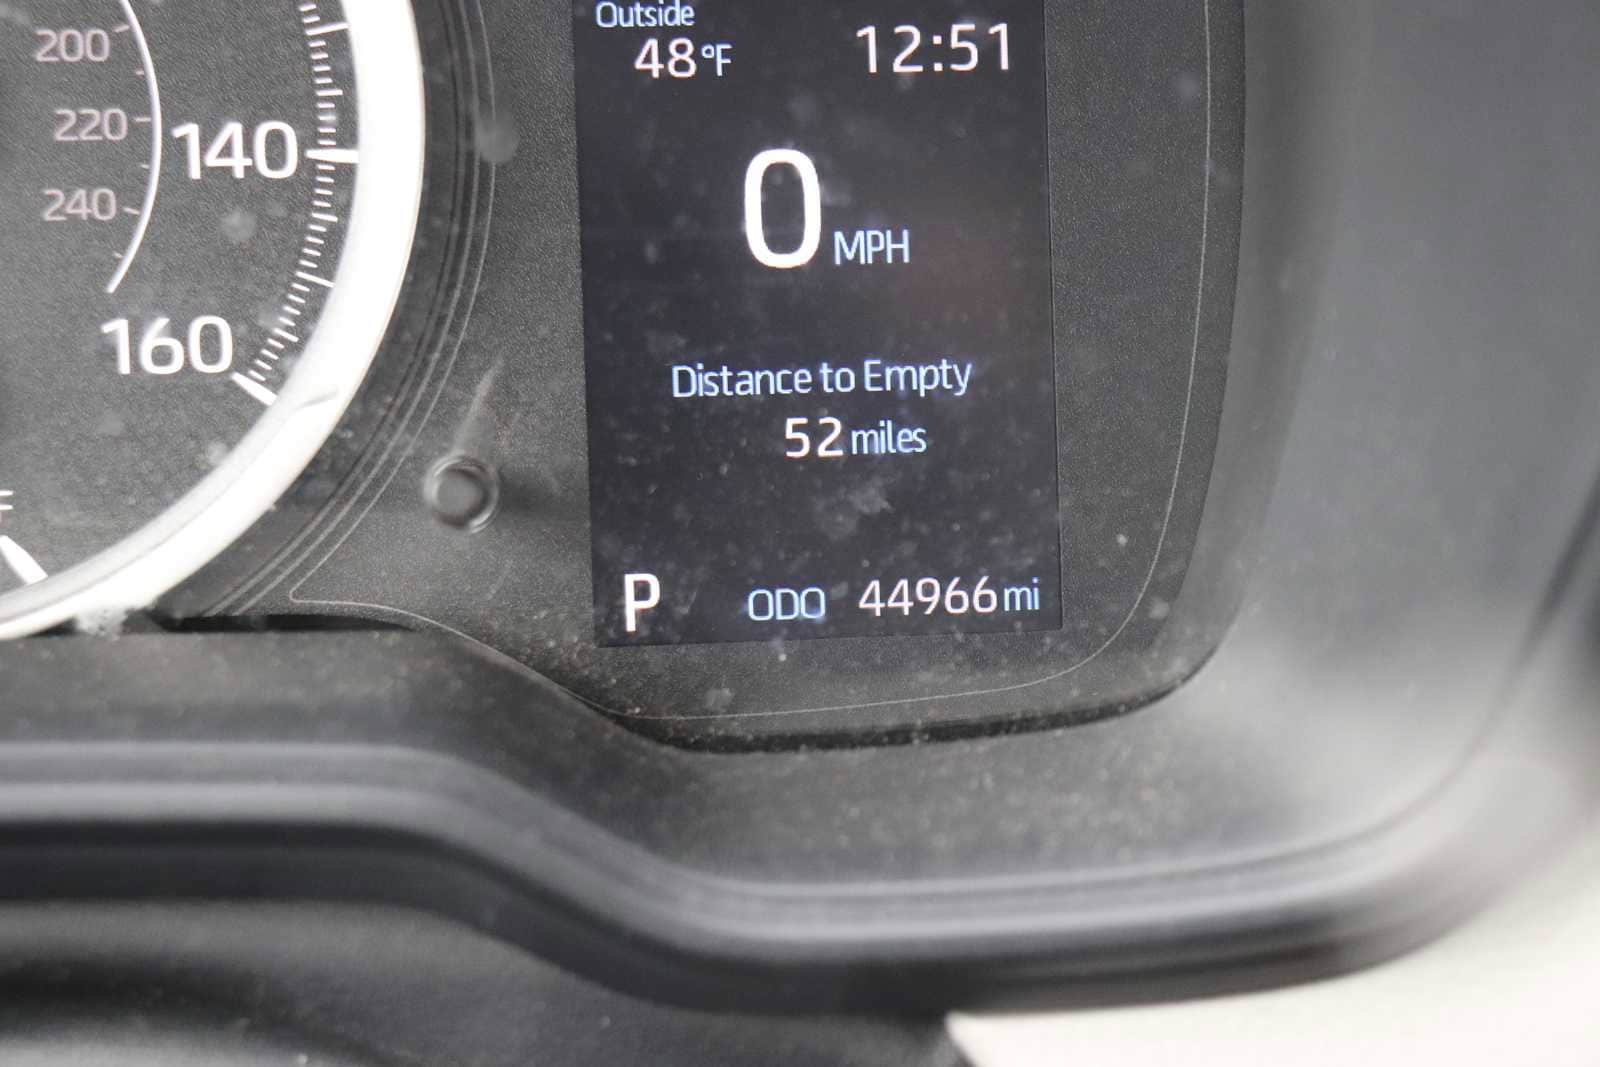 200
220
240
140
160
F
Outside
48°F 12:51
0 MPH
Distance to Empty
52 miles
P ODO 44966 mi